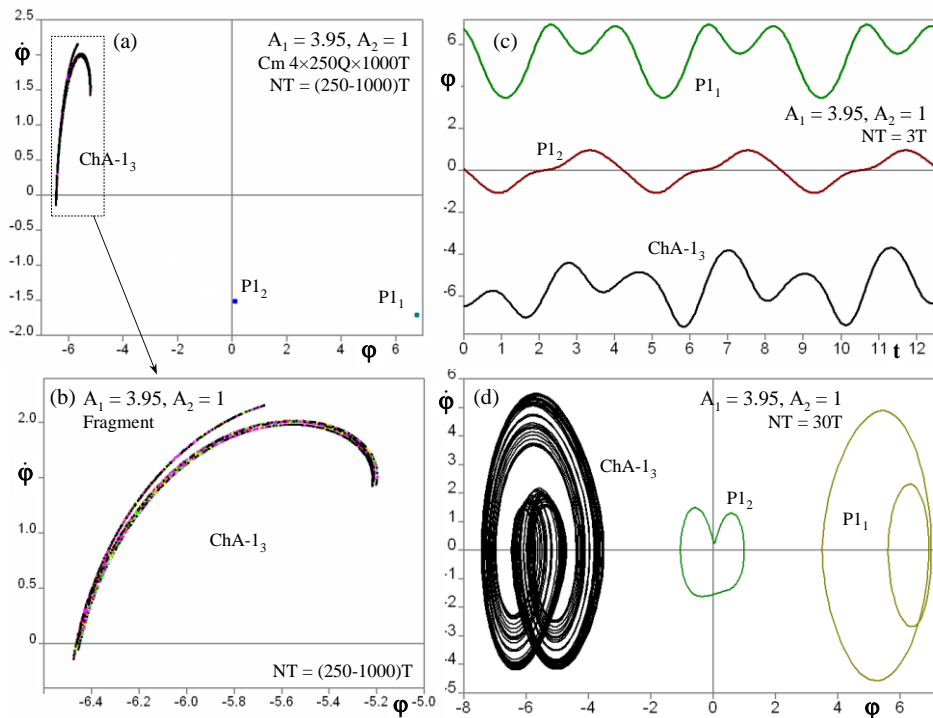 2.5
φ̇
(a)
A₁ = 3.95, A₂ = 1
Cm 4×250Q×1000T
NT = (250-1000)T
2.0
1.5
1.0
ChA-1₃
0.5
0
-0.5
-1.0
-1.5
-2.0
P1₂
P1₁
-6 -4 -2 0 2 4 6
φ
(c)
6
φ
P1₁
A₁ = 3.95, A₂ = 1
NT = 3T
2
P1₂
0
-2
ChA-1₃
-4
-6
0 1 2 3 4 5 6 7 8 9 10 11 12
t
(b)
A₁ = 3.95, A₂ = 1
Fragment
2.0
φ̇
1.0
ChA-1₃
0.5
0
NT = (250-1000)T
-6.4 -6.2 -6.0 -5.8 -5.6 -5.4 -5.2 -5.0
φ
6
φ̇
(d)
A₁ = 3.95, A₂ = 1
NT = 30T
5
4
3
2
1
0
-1
-2
-3
-4
-5
ChA-1₃
P1₂
P1₁
-8 -6 -4 -2 0 2 4 6
φ